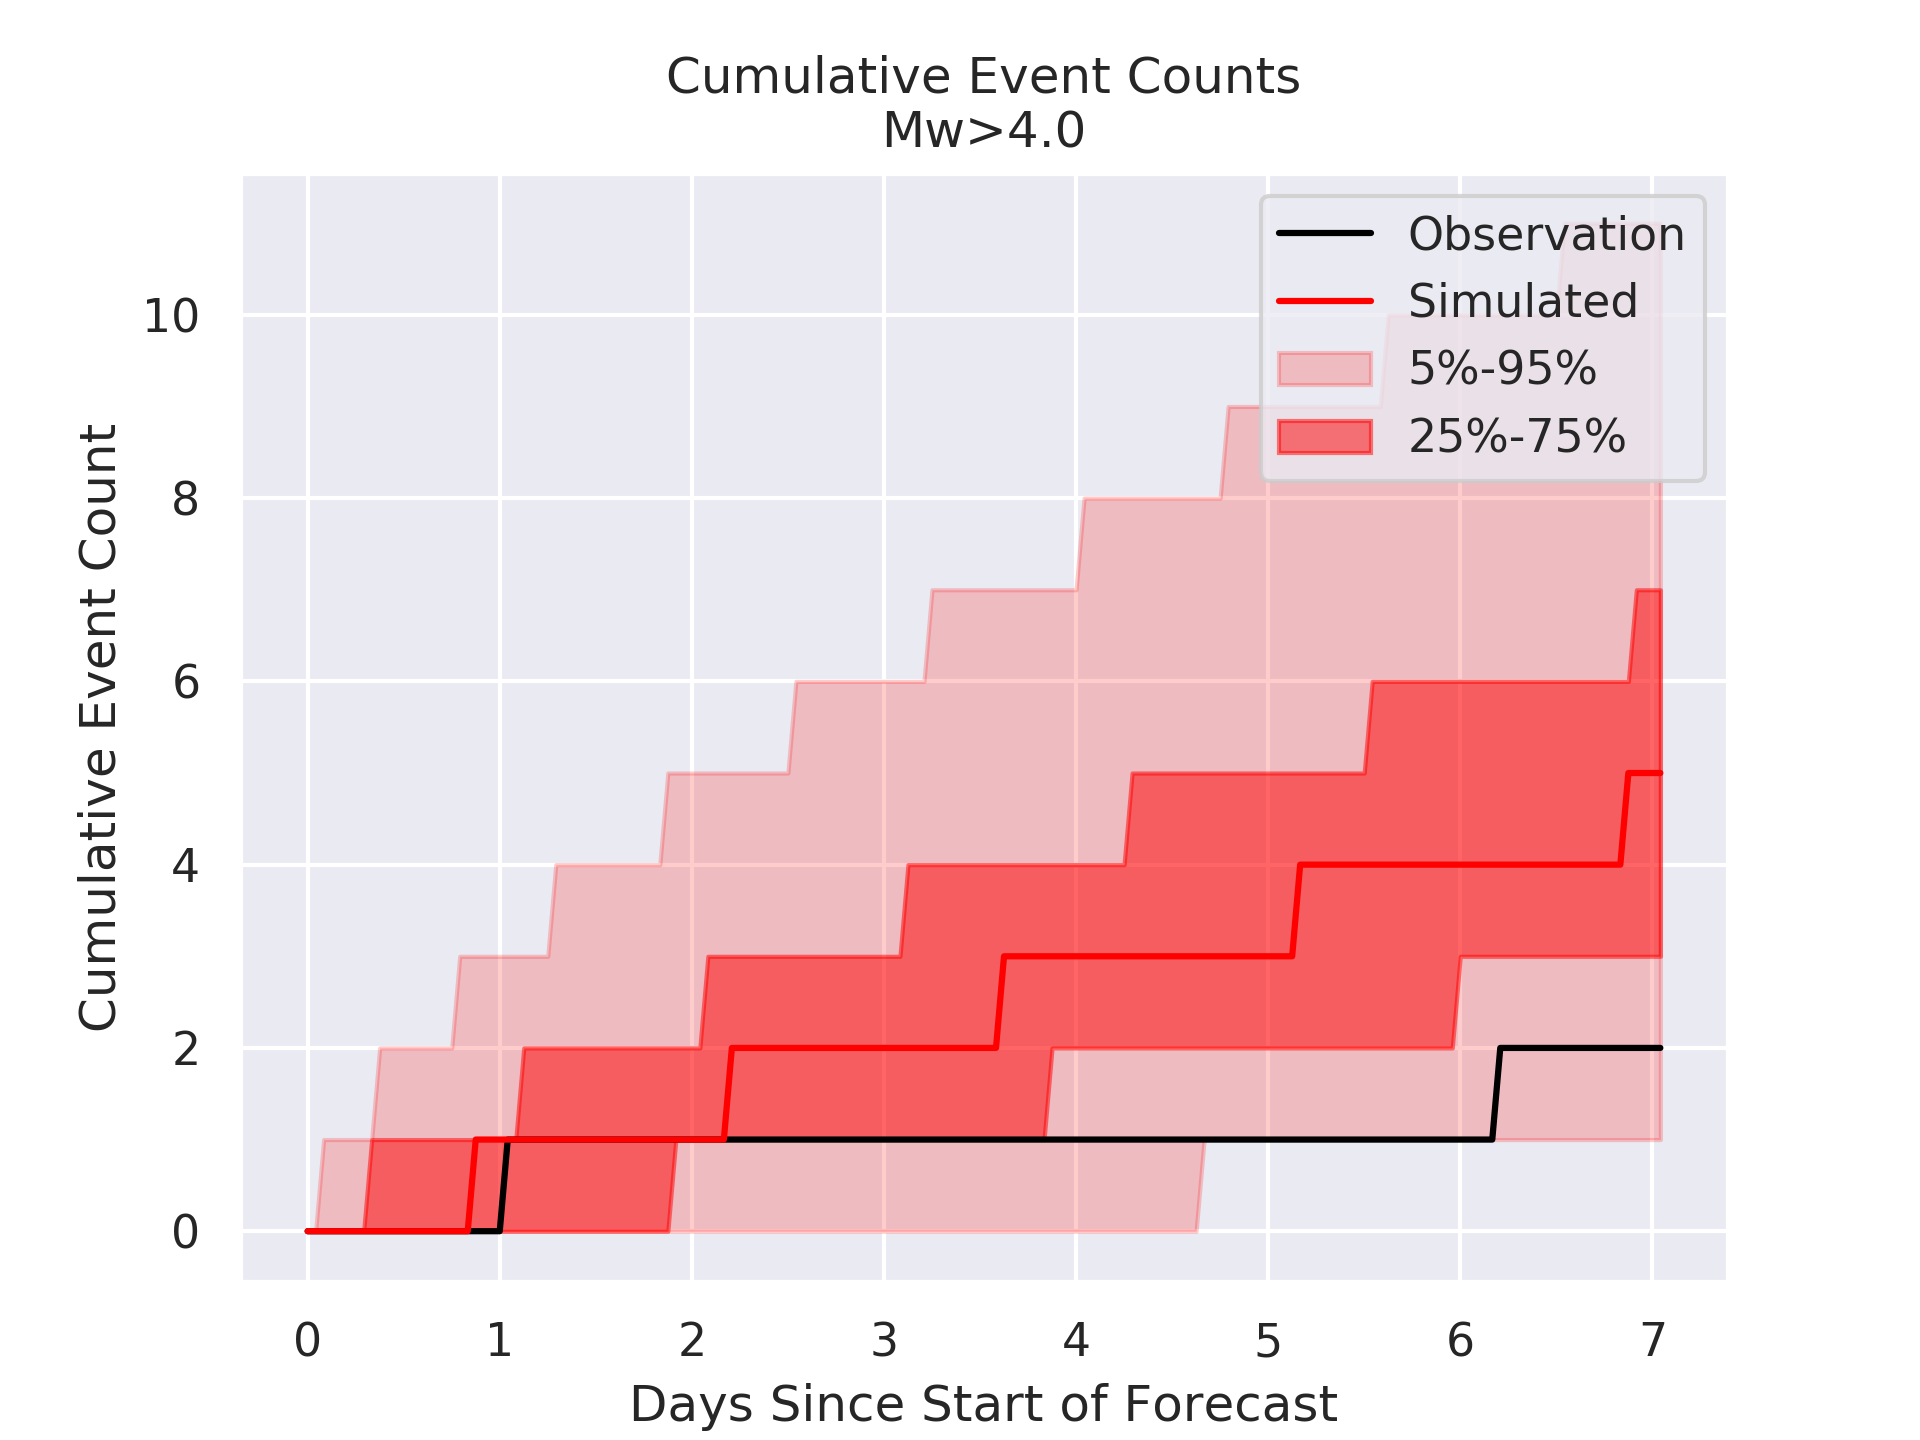 Cumulative Event Counts
Mw>4.0
Observation
Simulated
5%-95%
25%-75%
Cumulative Event Count
10
8
6
4
2
0
0 1 2 3 4 5 6 7
Days Since Start of Forecast